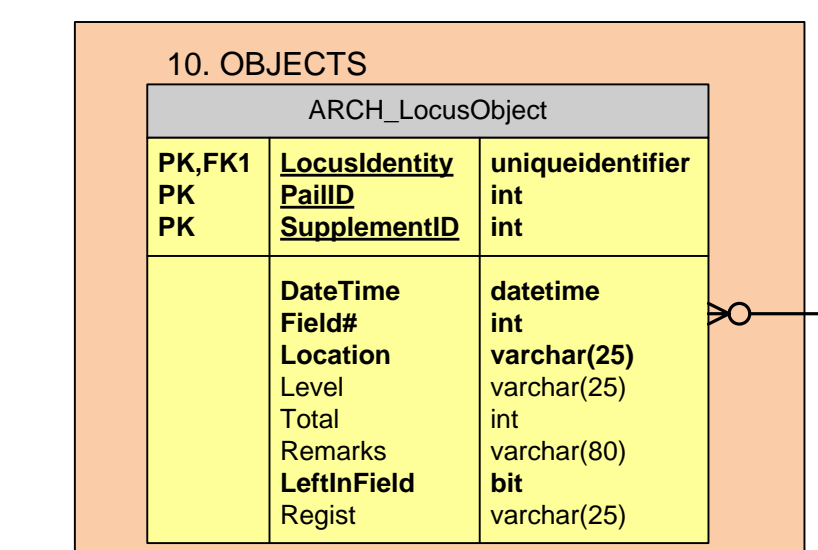 10. OBJECTS
ARCH_LocusObject
PK,FK1 LocusIdentity uniqueidentifier
PK PailID int
PK SupplementID int
DateTime datetime
Field# int
Location varchar(25)
Level varchar(25)
Total int
Remarks varchar(80)
LeftInField bit
Regist varchar(25)